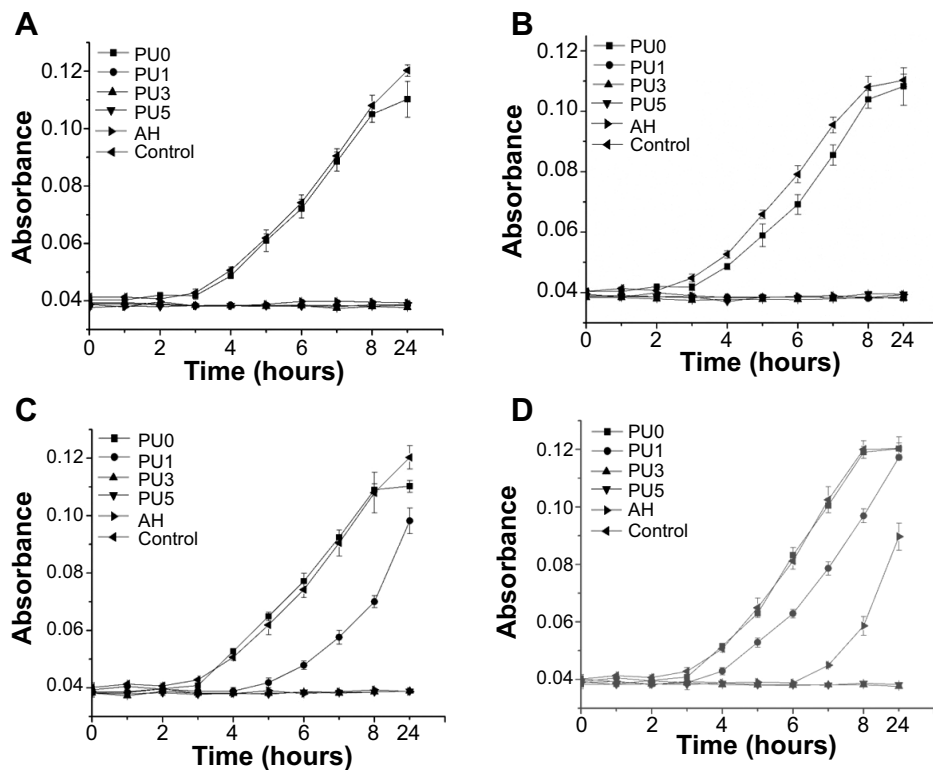 A
PU0
PU1
PU3
PU5
AH
Control
0.12
0.10
0.08
0.06
0.04
Absorbance
0 2 4 6 8 24
Time (hours)
B
PU0
PU1
PU3
PU5
AH
Control
0.12
0.10
0.08
0.06
0.04
Absorbance
0 2 4 6 8 24
Time (hours)
C
PU0
PU1
PU3
PU5
AH
Control
0.12
0.10
0.08
0.06
0.04
Absorbance
0 2 4 6 8 24
Time (hours)
D
PU0
PU1
PU3
PU5
AH
Control
0.12
0.10
0.08
0.06
0.04
Absorbance
0 2 4 6 8 24
Time (hours)